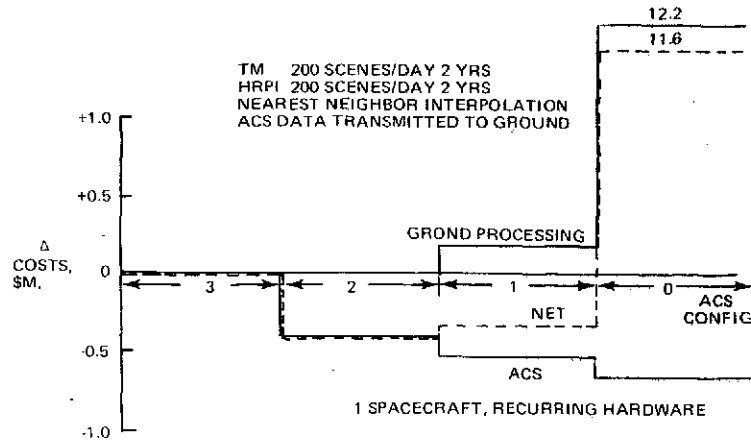 12.2
11.6
TM 200 SCENES/DAY 2 YRS
HRPI 200 SCENES/DAY 2 YRS
NEAREST NEIGHBOR INTERPOLATION
ACS DATA TRANSMITTED TO GROUND
+1.0
+0.5
GROND PROCESSING
Δ
COSTS,
$M,
0
3
2
1
0
ACS
CONFIG
NET
-0.5
ACS
1 SPACECRAFT, RECURRING HARDWARE
-1.0